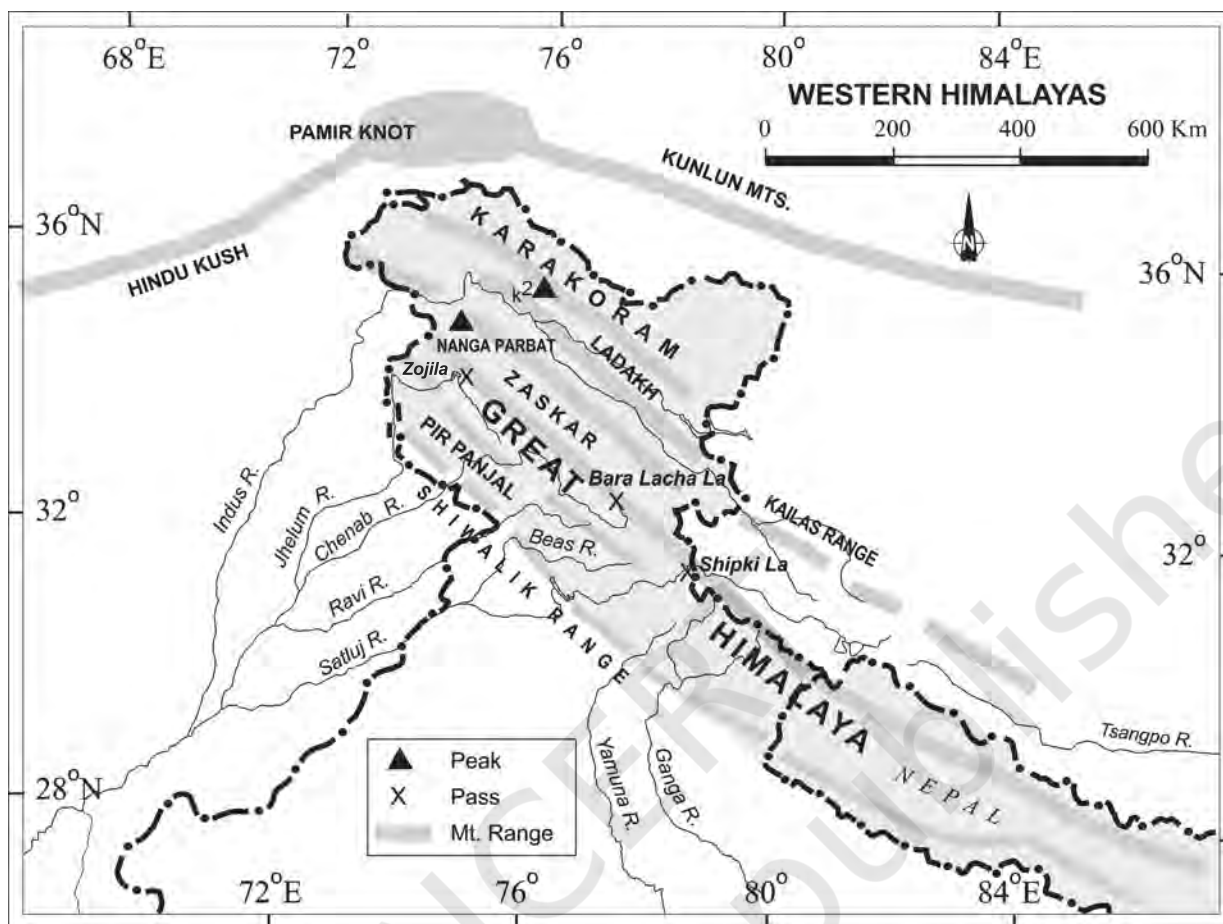 68°E
72°
76°
80°
84°E
WESTERN HIMALAYAS
0 200 400 600 Km
PAMIR KNOT
KUNLUN MTS.
N
36°N
36°N
HINDU KUSH
KARAKORAM
K2
NANGA PARBAT
LADAKH
Zojila
ZASKAR
GREAT
PIR PANJAL
Bara Lacha La
Indus R.
Jhelum R.
Chenab R.
SHIWALIK RANGE
KAILAS RANGE
32°
32°
Beas R.
Shipki La
Ravi R.
Satluj R.
HIMALAYA
Tsangpo R.
Yamuna R.
Ganga R.
NEPAL
Peak
Pass
Mt. Range
28°N
72°E
76°
80°
84°E